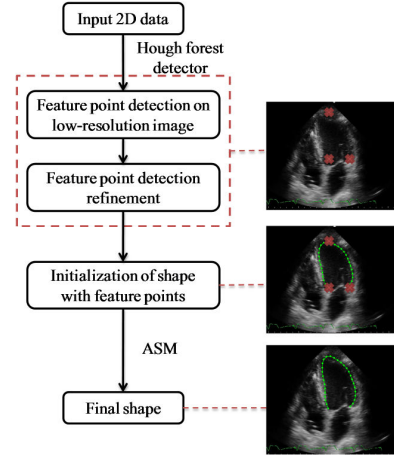 Input 2D data
Hough forest
detector
Feature point detection on
low-resolution image
Feature point detection
refinement
Initialization of shape
with feature points
ASM
Final shape